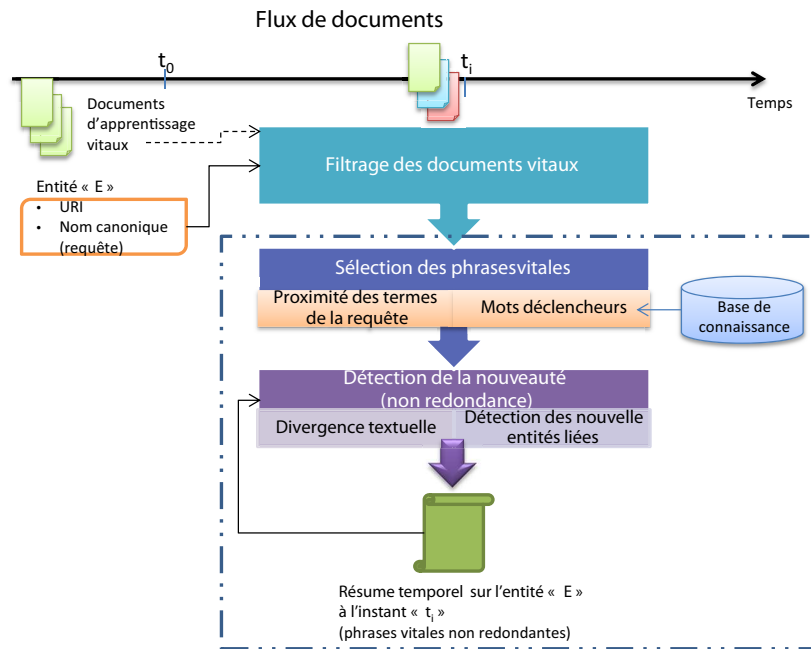 Flux de documents
t0
ti
Temps
Documents
d'apprentissage
vitaux
Filtrage des documents vitaux
Entité « E »
• URI
• Nom canonique
(requête)
Sélection des phrasesvitales
Proximité des termes
de la requête
Mots déclencheurs
Base de
connaissance
Détection de la nouveauté
(non redondance)
Divergence textuelle
Détection des nouvelle
entités liées
Résume temporel sur l'entité « E »
à l'instant « ti »
(phrases vitales non redondantes)